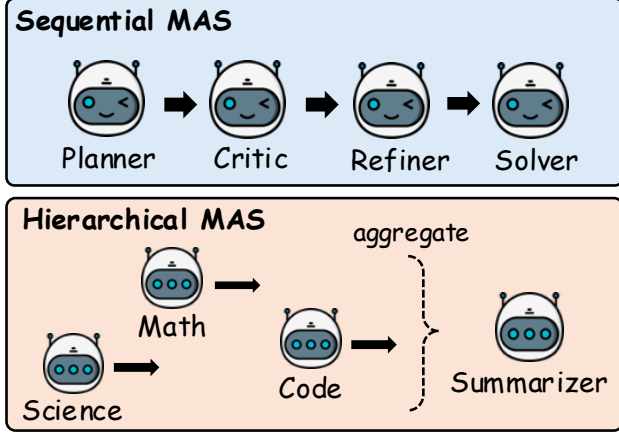 Sequential MAS
Planner
Critic
Refiner
Solver
Hierarchical MAS
aggregate
Math
Science
Code
Summarizer